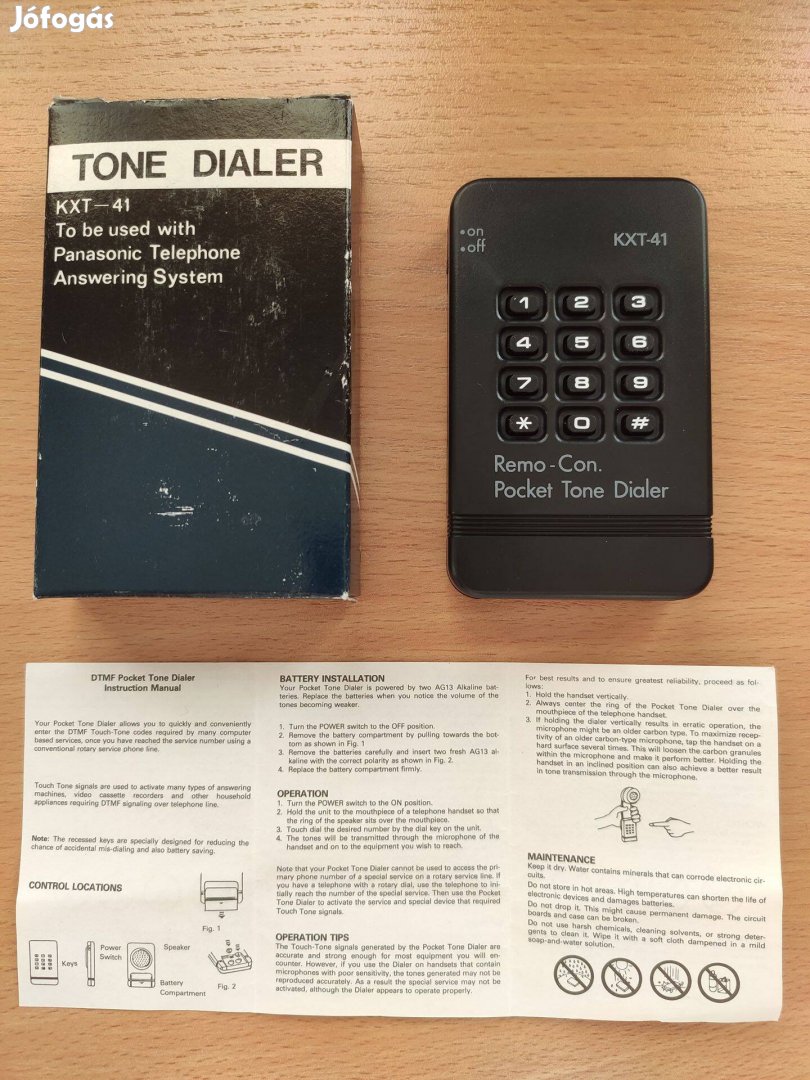 Jófogás
TONE DIALER
KXT-41
To be used with
Panasonic Telephone
Answering System
•on
•off
KXT-41
1 2 3
4 5 6
7 8 9
* 0 #
Remo-Con.
Pocket Tone Dialer
DTMF Pocket Tone Dialer
Instruction Manual
Your Pocket Tone Dialer allows you to quickly and conveniently
enter the DTMF Touch-Tone codes required by many computer
based services, once you have reached the service number using a
conventional rotary service phone line.
Touch Tone signals are used to activate many types of answering
machines, video cassette recorders and other household
appliances requiring DTMF signaling over telephone line.
Note: The recessed keys are specially designed for reducing the
chance of accidental mis-dialing and also battery saving.
CONTROL LOCATIONS
Fig. 1
Keys
Power
Switch
Speaker
Battery
Compartment
Fig. 2
BATTERY INSTALLATION
Your Pocket Tone Dialer is powered by two AG13 Alkaline bat-
teries. Replace the batteries when you notice the volume of the
tones becoming weaker.
1. Turn the POWER switch to the OFF position.
2. Remove the battery compartment by pulling towards the bot-
tom as shown in Fig. 1
3. Remove the batteries carefully and insert two fresh AG13 al-
kaline with the correct polarity as shown in Fig. 2.
4. Replace the battery compartment firmly.
OPERATION
1. Turn the POWER switch to the ON position.
2. Hold the unit to the mouthpiece of a telephone handset so that
the ring of the speaker sits over the mouthpiece.
3. Touch dial the desired number by the dial key on the unit.
4. The tones will be transmitted through the microphone of the
handset and on to the equipment you wish to reach.
Note that your Pocket Tone Dialer cannot be used to access the pri-
mary phone number of a special service on a rotary service line. If
you have a telephone with a rotary dial, use the telephone to ini-
tially reach the number of the special service. Then use the Pocket
Tone Dialer to activate the service and special device that required
Touch Tone signals.
OPERATION TIPS
The Touch-Tone signals generated by the Pocket Tone Dialer are
accurate and strong enough for most equipment you will en-
counter. However, if you use the Dialer on handsets that contain
microphones with poor sensitivity, the tones generated may not be
reproduced accurately. As a result the special service may not be
activated, although the Dialer appears to operate properly.
For best results and to ensure greatest reliability, proceed as fol-
lows:
1. Hold the handset vertically.
2. Always center the ring of the Pocket Tone Dialer over the
mouthpiece of the telephone handset.
3. If holding the dialer vertically results in erratic operation, the
microphone might be an older carbon type. To maximize recep-
tivity of an older carbon-type microphone, tap the handset on a
hard surface several times. This will loosen the carbon granules
within the microphone and make it perform better. Holding the
handset in an inclined position can also achieve a better result
in tone transmission through the microphone.
MAINTENANCE
Keep it dry. Water contains minerals that can corrode electronic cir-
cuits.
Do not store in hot areas. High temperatures can shorten the life of
electronic devices and damages batteries.
Do not drop it. This might cause permanent damage. The circuit
boards and case can be broken.
Do not use harsh chemicals, cleaning solvents, or strong deter-
gents to clean it. Wipe it with a soft cloth dampened in a mild
soap-and-water solution.